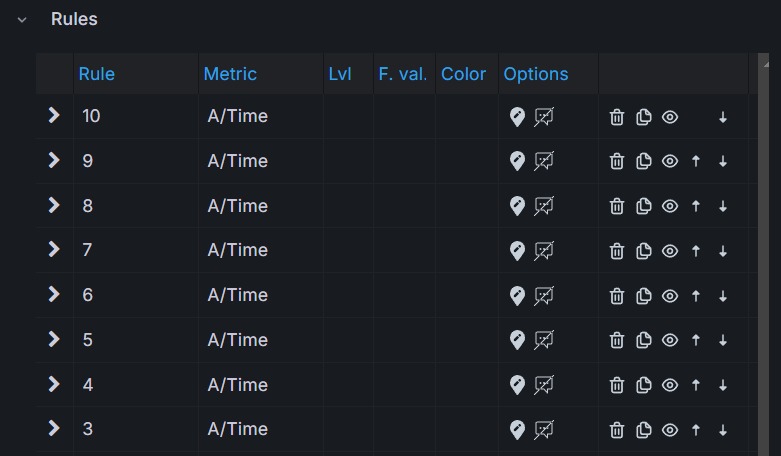 Rules
Rule Metric Lvl F. val. Color Options
10 A/Time
9 A/Time
8 A/Time
7 A/Time
6 A/Time
5 A/Time
4 A/Time
3 A/Time